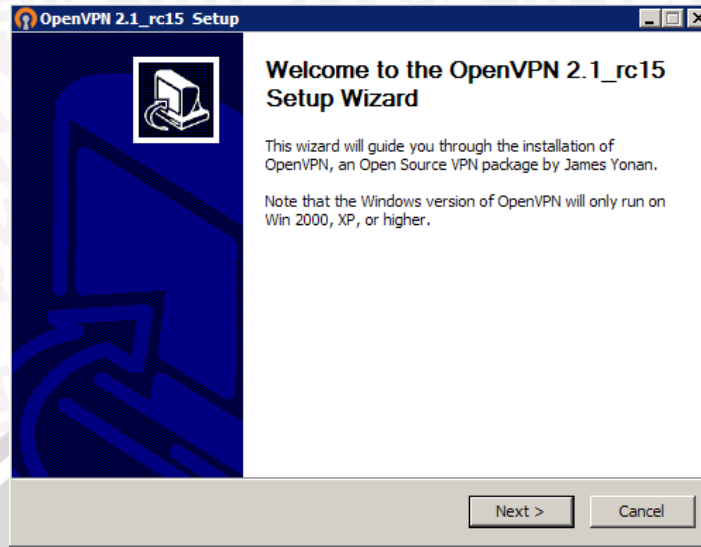 OpenVPN 2.1_rc15 Setup
Welcome to the OpenVPN 2.1_rc15
Setup Wizard
This wizard will guide you through the installation of
OpenVPN, an Open Source VPN package by James Yonan.
Note that the Windows version of OpenVPN will only run on
Win 2000, XP, or higher.
Next >
Cancel